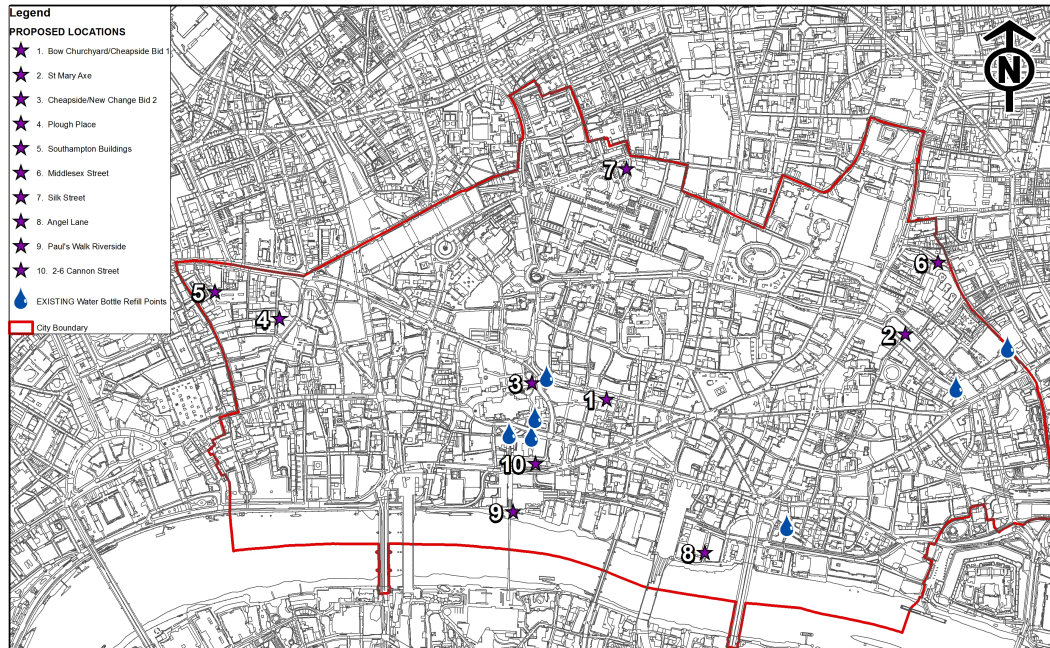 Legend
PROPOSED LOCATIONS
1. Bow Churchyard/Cheapside Bid 1
2. St Mary Axe
3. Cheapside/New Change Bid 2
4. Plough Place
5. Southampton Buildings
6. Middlesex Street
7. Silk Street
8. Angel Lane
9. Paul's Walk Riverside
10. 2-6 Cannon Street
EXISTING Water Bottle Refill Points
City Boundary
N
7
6
5
4
2
3
1
10
9
8